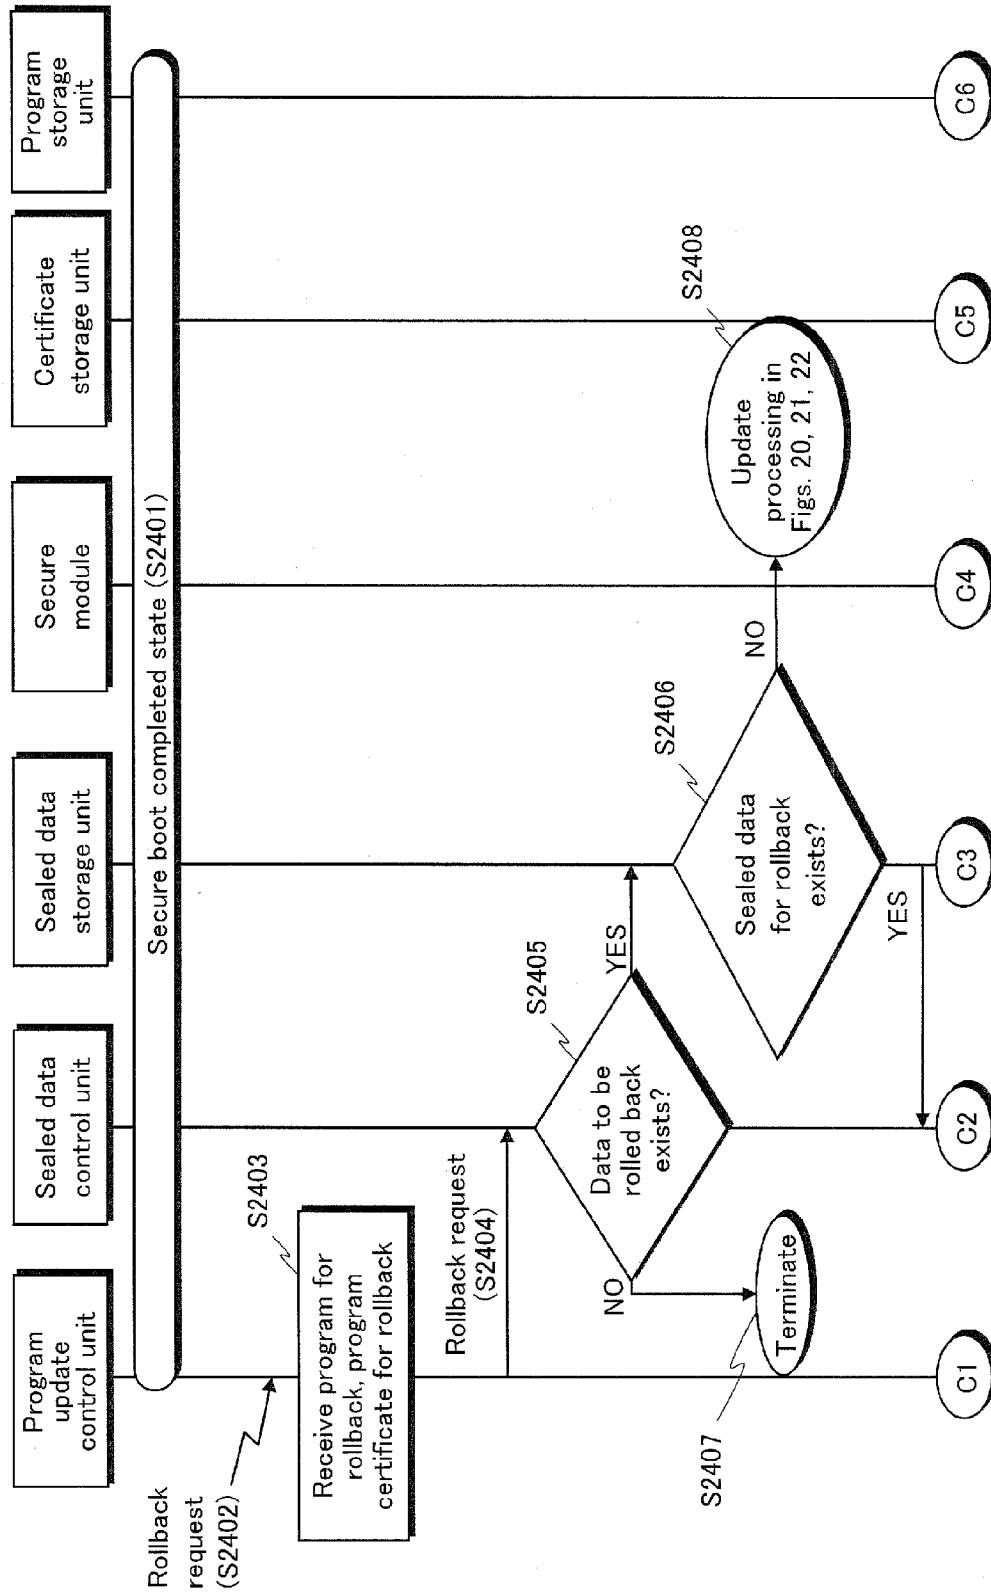 Program
update
control unit
Sealed data
control unit
Sealed data
storage unit
Secure
module
Certificate
storage unit
Program
storage
unit
Secure boot completed state (S2401)
Rollback
request
(S2402)
S2403
Receive program for
rollback, program
certificate for rollback
Rollback request
(S2404)
S2405
Data to be
rolled back
exists?
YES
NO
S2406
Sealed data
for rollback
exists?
NO
YES
S2408
Update
processing in
Figs. 20, 21, 22
Terminate
S2407
C1
C2
C3
C4
C5
C6